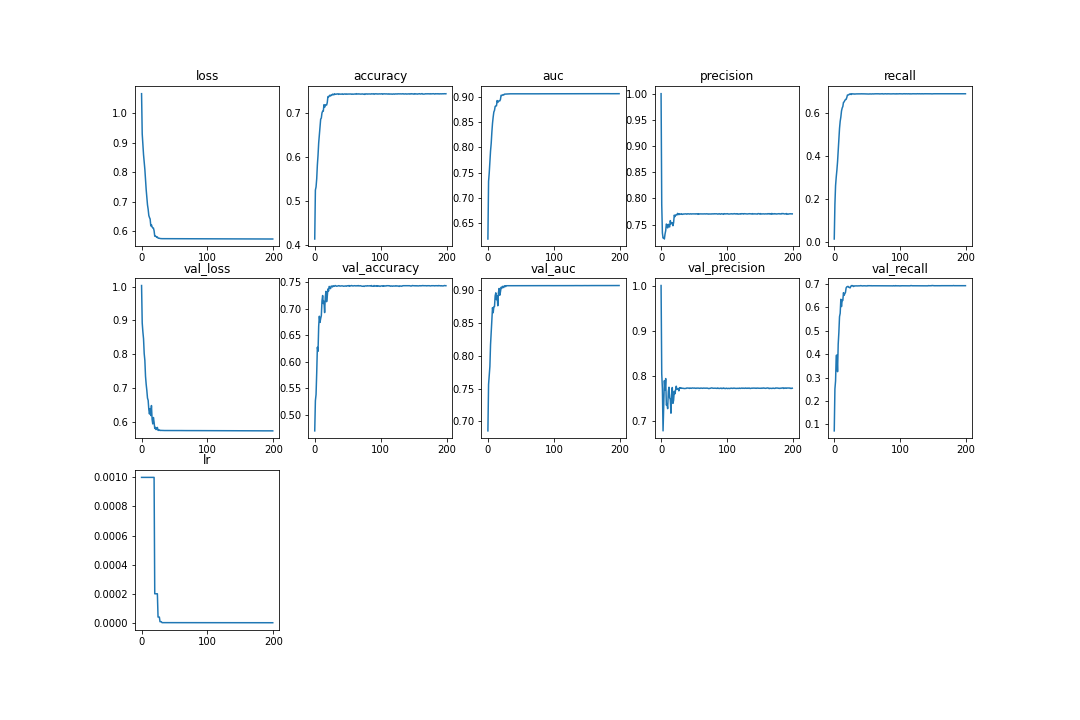 loss accuracy auc precision recall
1.0 0.9 0.8 0.7 0.6
0.7 0.6 0.5 0.4
0.90 0.85 0.80 0.75 0.70 0.65
1.00 0.95 0.90 0.85 0.80 0.75
0.6 0.4 0.2 0.0
0 100 200 0 100 200 0 100 200 0 100 200 0 100 200
val_loss val_accuracy val_auc val_precision val_recall
1.0 0.9 0.8 0.7 0.6
0.75 0.70 0.65 0.60 0.55 0.50
0.90 0.85 0.80 0.75 0.70
1.0 0.9 0.8 0.7
0.7 0.6 0.5 0.4 0.3 0.2 0.1
0 100 200 0 100 200 0 100 200 0 100 200 0 100 200
lr
0.0010
0.0008
0.0006
0.0004
0.0002
0.0000
0 100 200